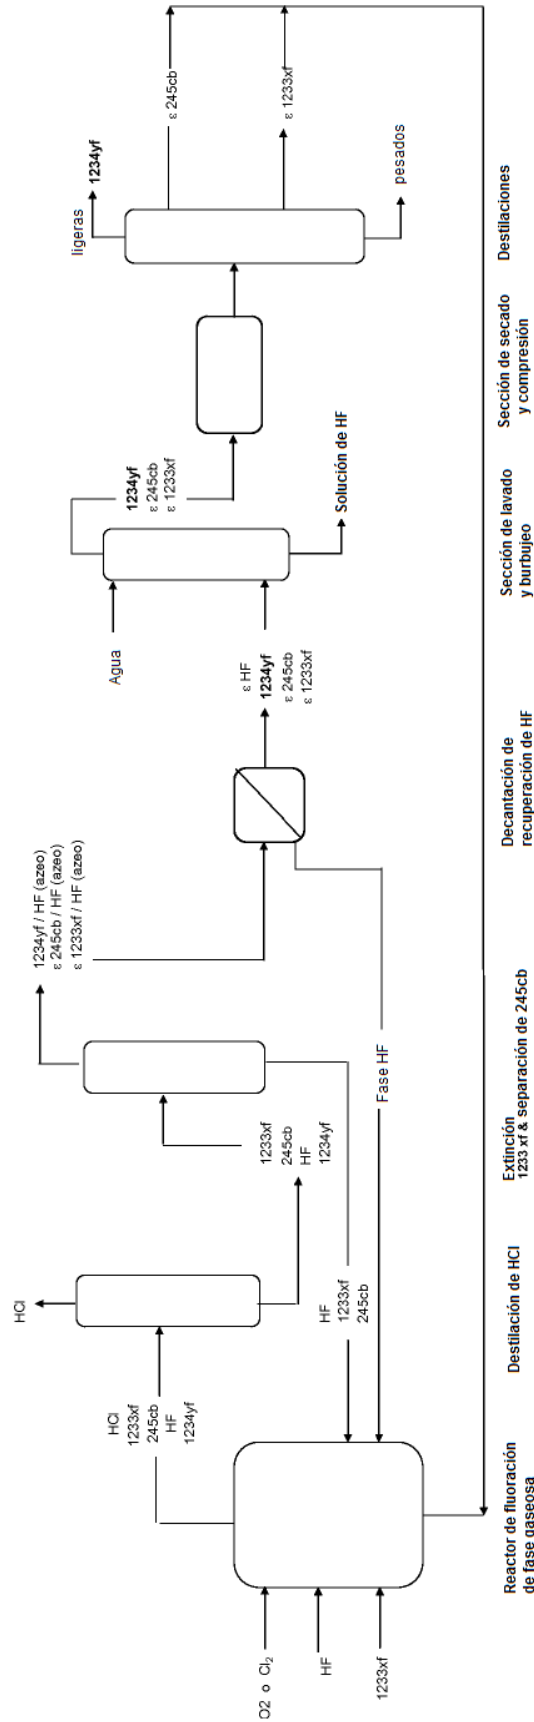 O2 o Cl₂
HF
1233xf
HCl
1233xf
245cb
HF
1234yf
HCl
1233xf
245cb
HF
1234yf
HF
1233xf
245cb
1234yf / HF (azeo)
ε 245cb / HF (azeo)
ε 1233xf / HF (azeo)
Fase HF
ε HF
1234yf
ε 245cb
ε 1233xf
Agua
1234yf
ε 245cb
ε 1233xf
Solución de HF
ligeras
1234yf
ε 245cb
ε 1233xf
pesados
Reactor de fluoración
de fase gaseosa
Destilación de HCl
Extinción
1233 xf & separación de 245cb
Decantación de
recuperación de HF
Sección de lavado
y burbujeo
Sección de secado
y compresión
Destilaciones